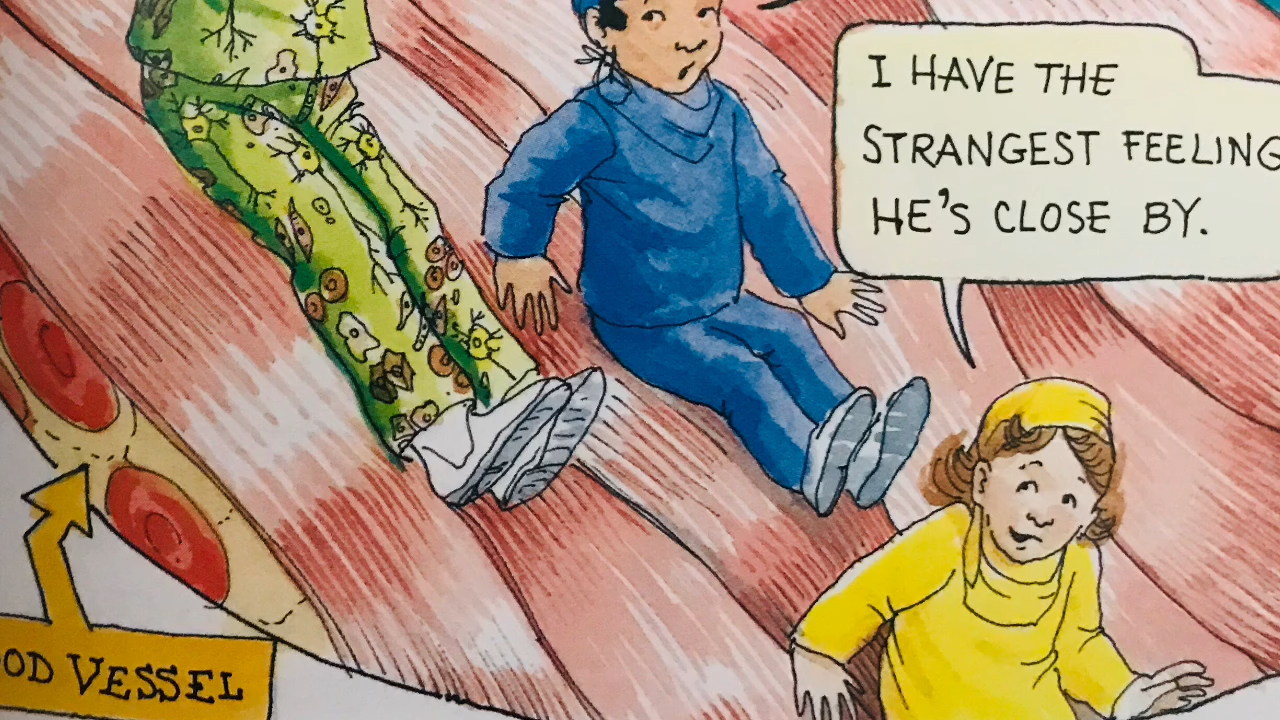 I HAVE THE
STRANGEST FEELING
HE'S CLOSE BY.
OD VESSEL